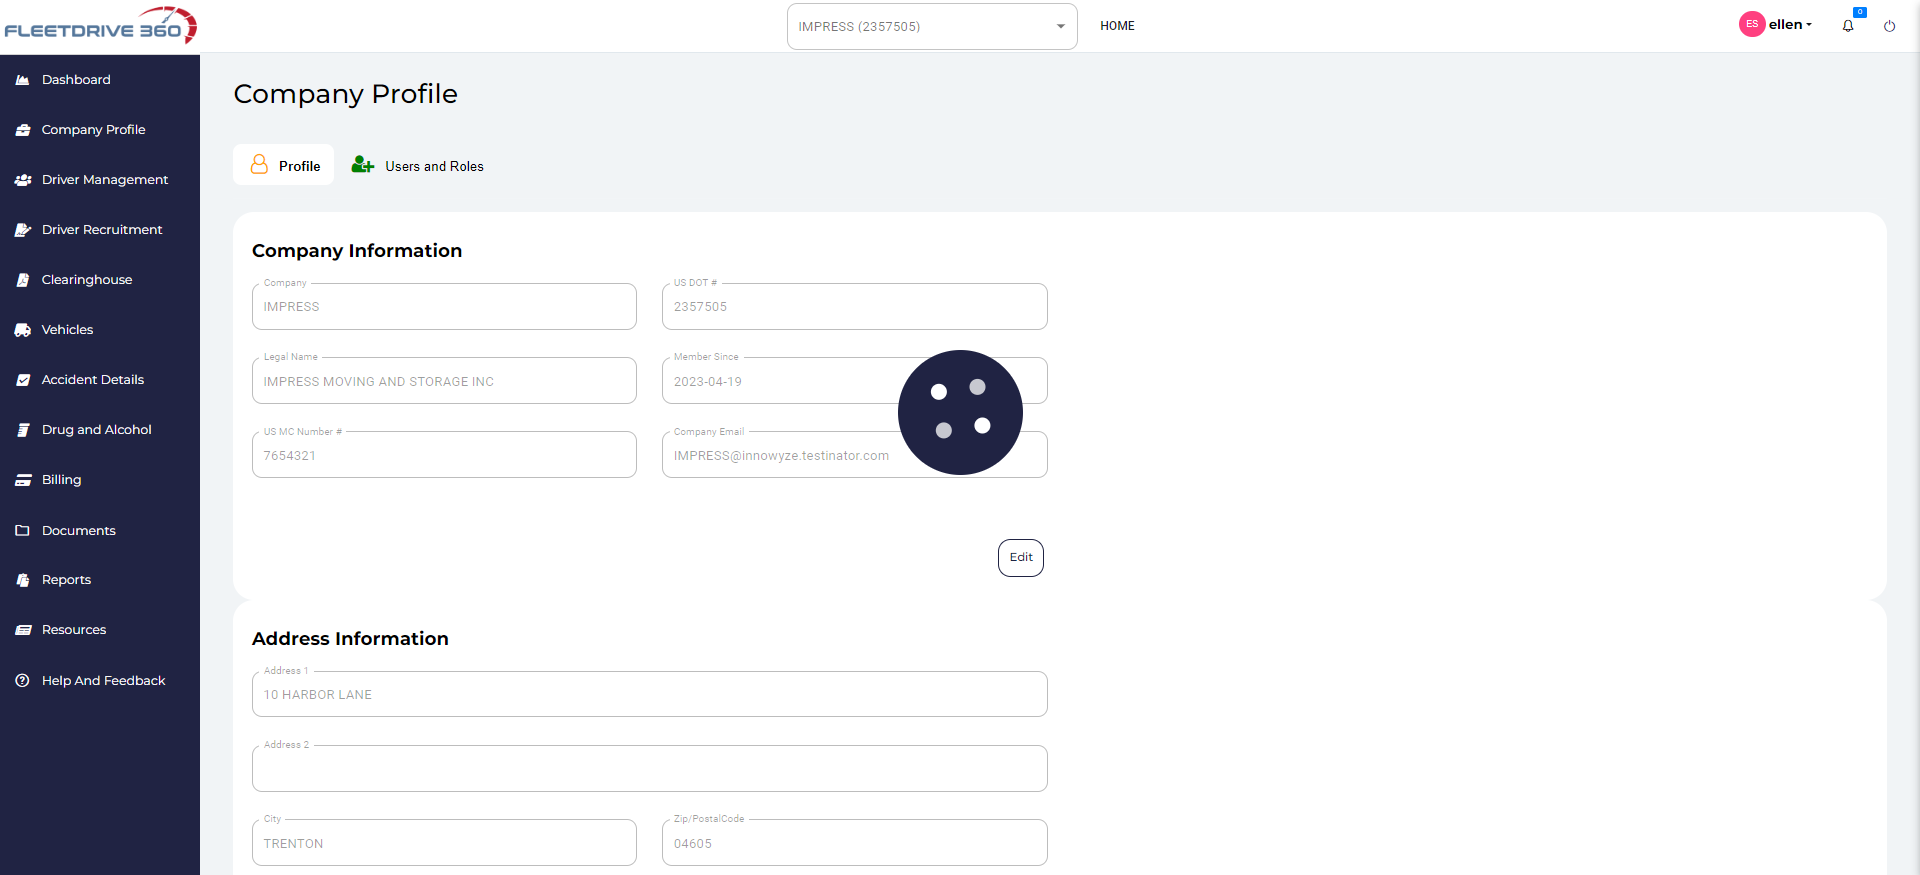 FLEETDRIVE 360
IMPRESS (2357505)
HOME
ES
ellen
0
Dashboard
Company Profile
Driver Management
Driver Recruitment
Clearinghouse
Vehicles
Accident Details
Drug and Alcohol
Billing
Documents
Reports
Resources
Help And Feedback
Company Profile
Profile
Users and Roles
Company Information
Company
IMPRESS
US DOT #
2357505
Legal Name
IMPRESS MOVING AND STORAGE INC
Member Since
2023-04-19
US MC Number #
7654321
Company Email
IMPRESS@innowyze.testinator.com
Edit
Address Information
Address 1
10 HARBOR LANE
Address 2
City
TRENTON
Zip/PostalCode
04605